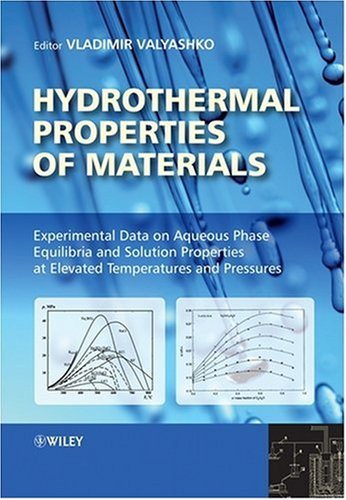 Editor VLADIMIR VALYASHKO
HYDROTHERMAL
PROPERTIES
OF MATERIALS
Experimental Data on Aqueous Phase
Equilibria and Solution Properties
at Elevated Temperatures and Pressures
WILEY